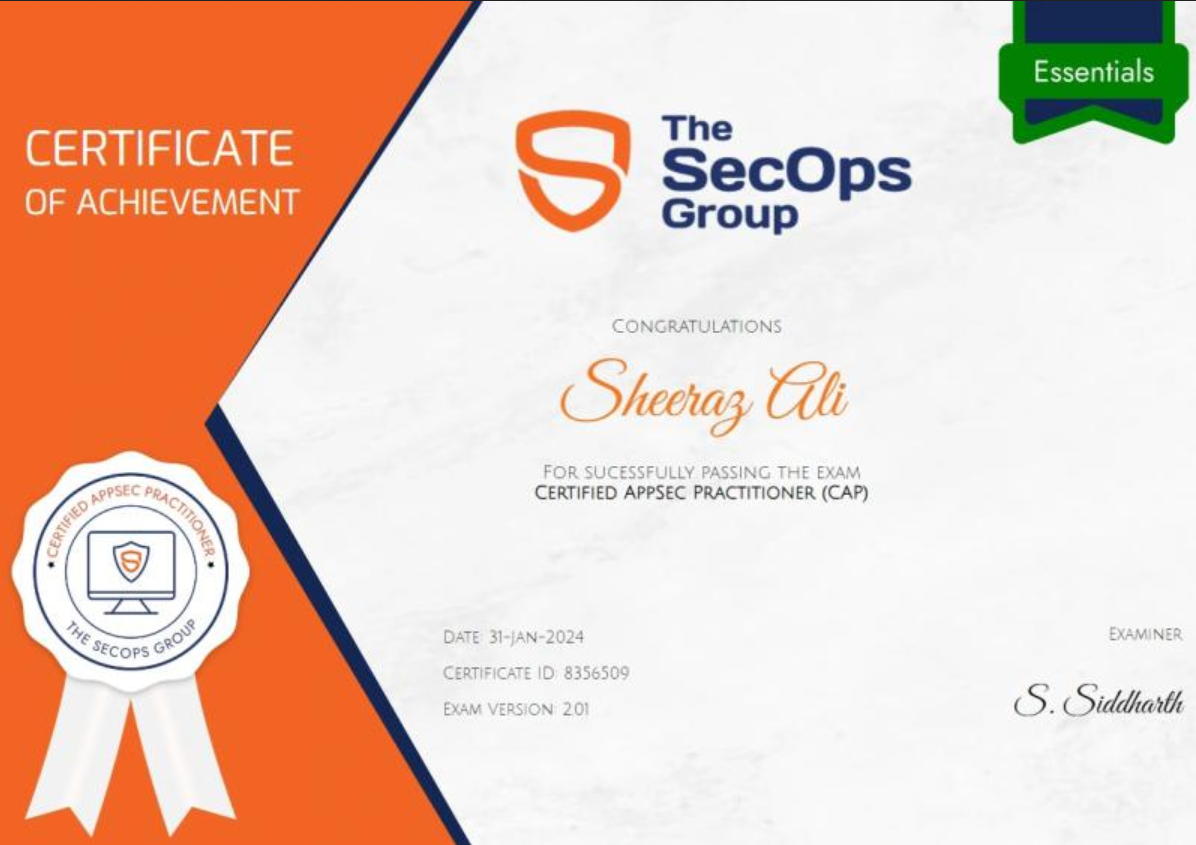 Essentials
CERTIFICATE
OF ACHIEVEMENT
The
SecOps
Group
CONGRATULATIONS
Sheeraz Ali
FOR SUCESSFULLY PASSING THE EXAM
CERTIFIED APPSEC PRACTITIONER (CAP)
CERTIFIED APPSEC PRACTITIONER
THE SECOPS GROUP
DATE: 31-JAN-2024
CERTIFICATE ID: 8356509
EXAM VERSION: 2.01
EXAMINER
S. Siddharth